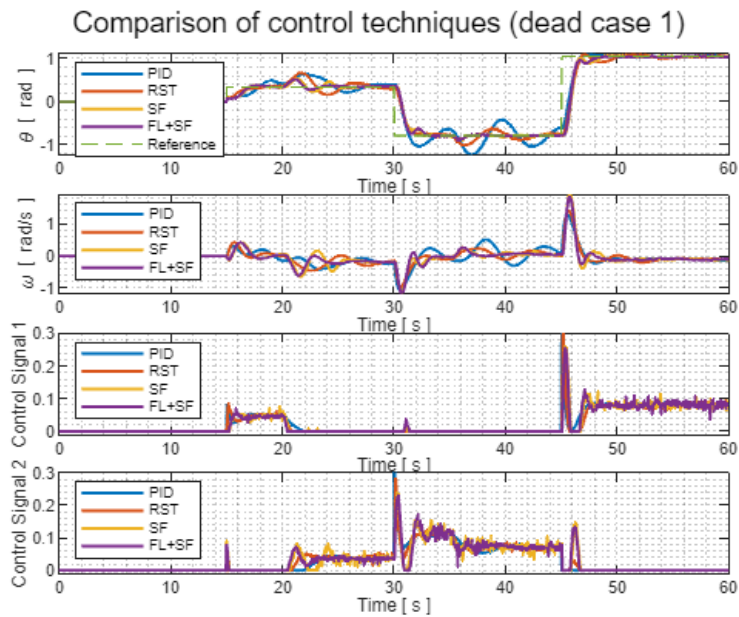 Comparison of control techniques (dead case 1)
θ [ rad ]
1
0
-1
PID
RST
SF
FL+SF
Reference
0 10 20 30 40 50 60
Time [ s ]
ω [ rad/s ]
1
0
-1
PID
RST
SF
FL+SF
0 10 20 30 40 50 60
Time [ s ]
Control Signal 1
0.3
0.2
0.1
0
PID
RST
SF
FL+SF
0 10 20 30 40 50 60
Time [ s ]
Control Signal 2
0.3
0.2
0.1
0
PID
RST
SF
FL+SF
0 10 20 30 40 50 60
Time [ s ]